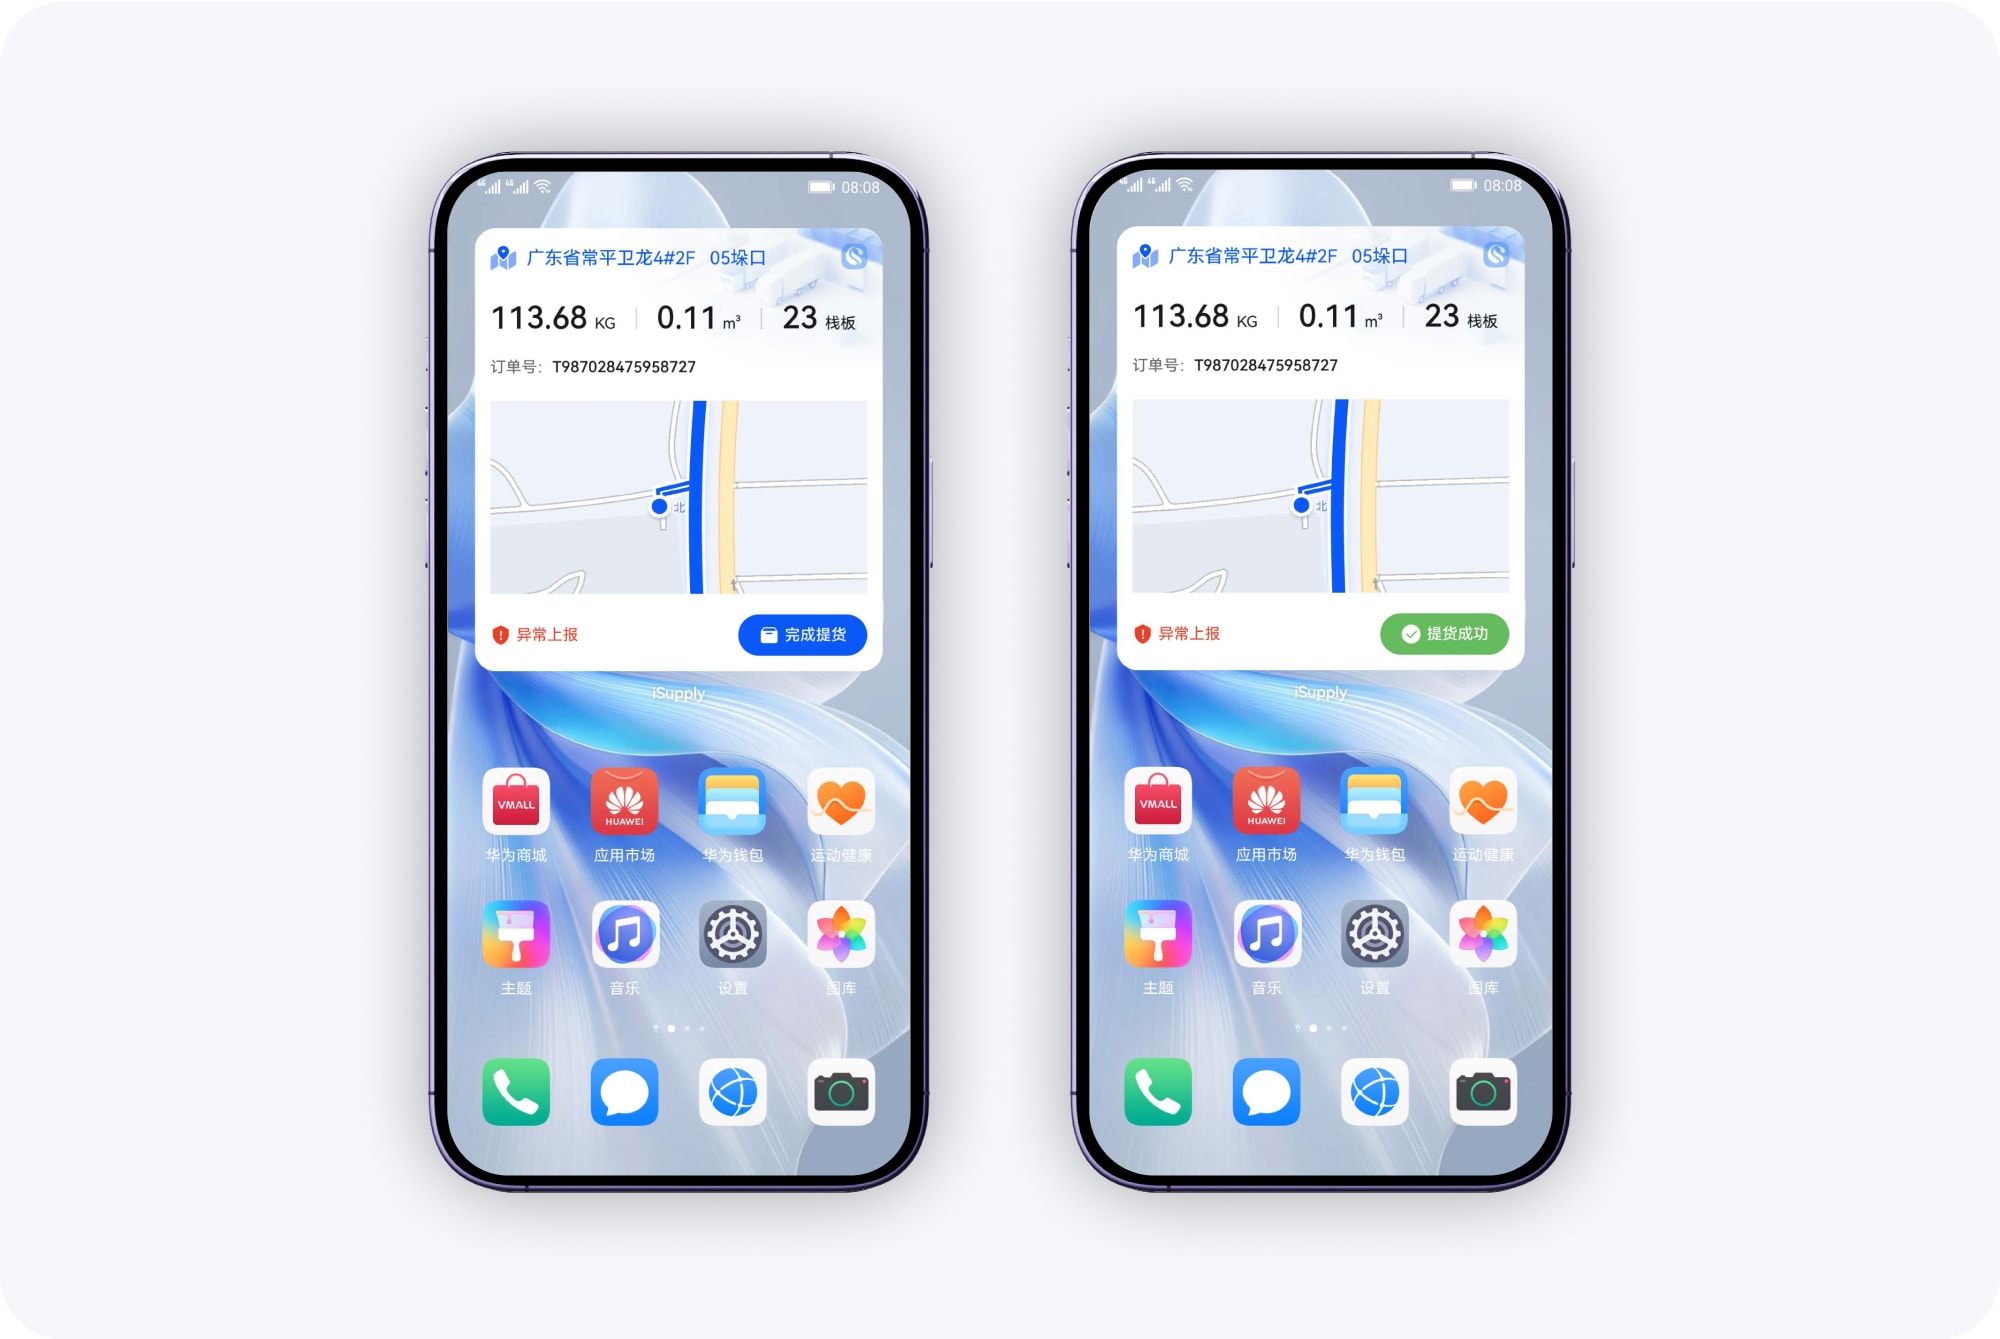 4G 4G 08:08
广东省常平卫龙4#2F 05垛口
113.68 KG 0.11 m³ 23 栈板
订单号: T987028475958727
北
异常上报 完成提货
iSupply
VMALL HUAWEI
华为商城 应用市场 华为钱包 运动健康
主题 音乐 设置 图库
4G 4G 08:08
广东省常平卫龙4#2F 05垛口
113.68 KG 0.11 m³ 23 栈板
订单号: T987028475958727
北
异常上报 提货成功
iSupply
VMALL HUAWEI
华为商城 应用市场 华为钱包 运动健康
主题 音乐 设置 图库